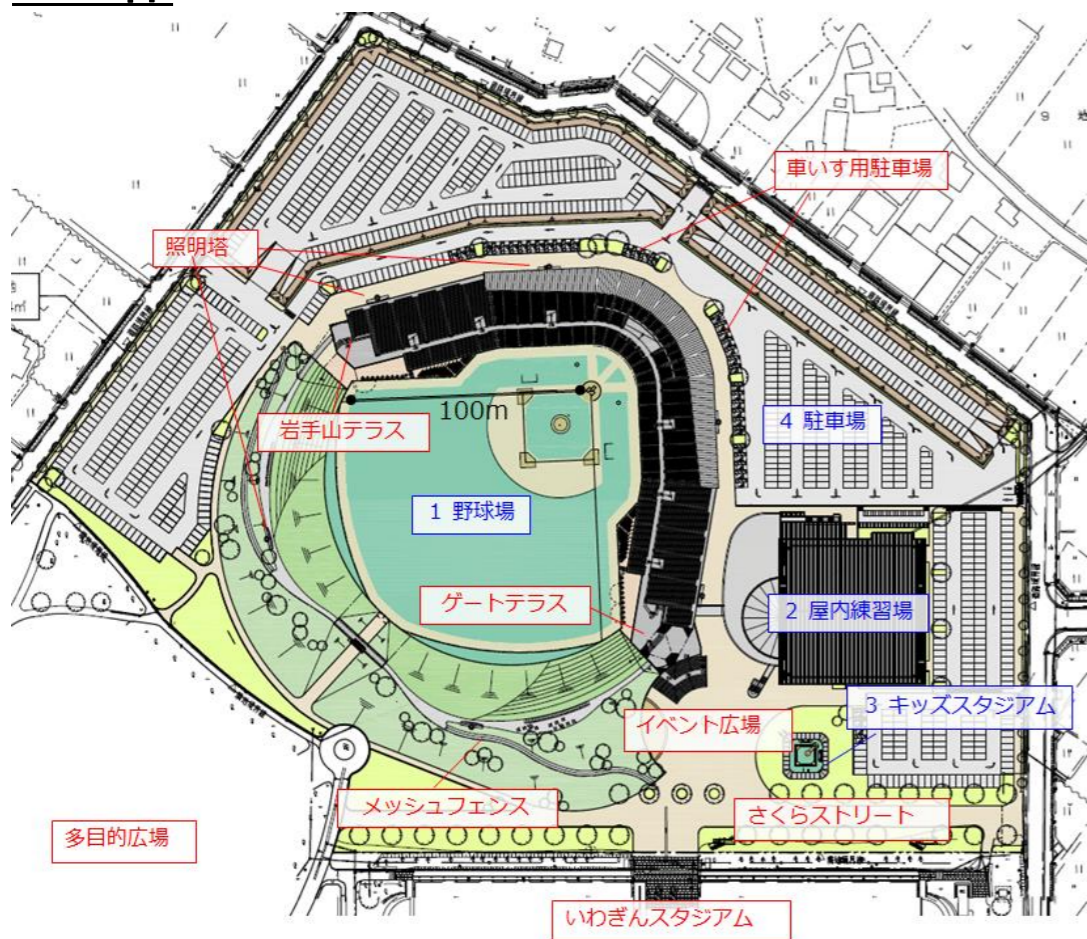 車いす用駐車場
照明塔
岩手山テラス
100m
4 駐車場
1 野球場
ゲートテラス
2 屋内練習場
3 キッズスタジアム
イベント広場
メッシュフェンス
さくらストリート
多目的広場
いわぎんスタジアム